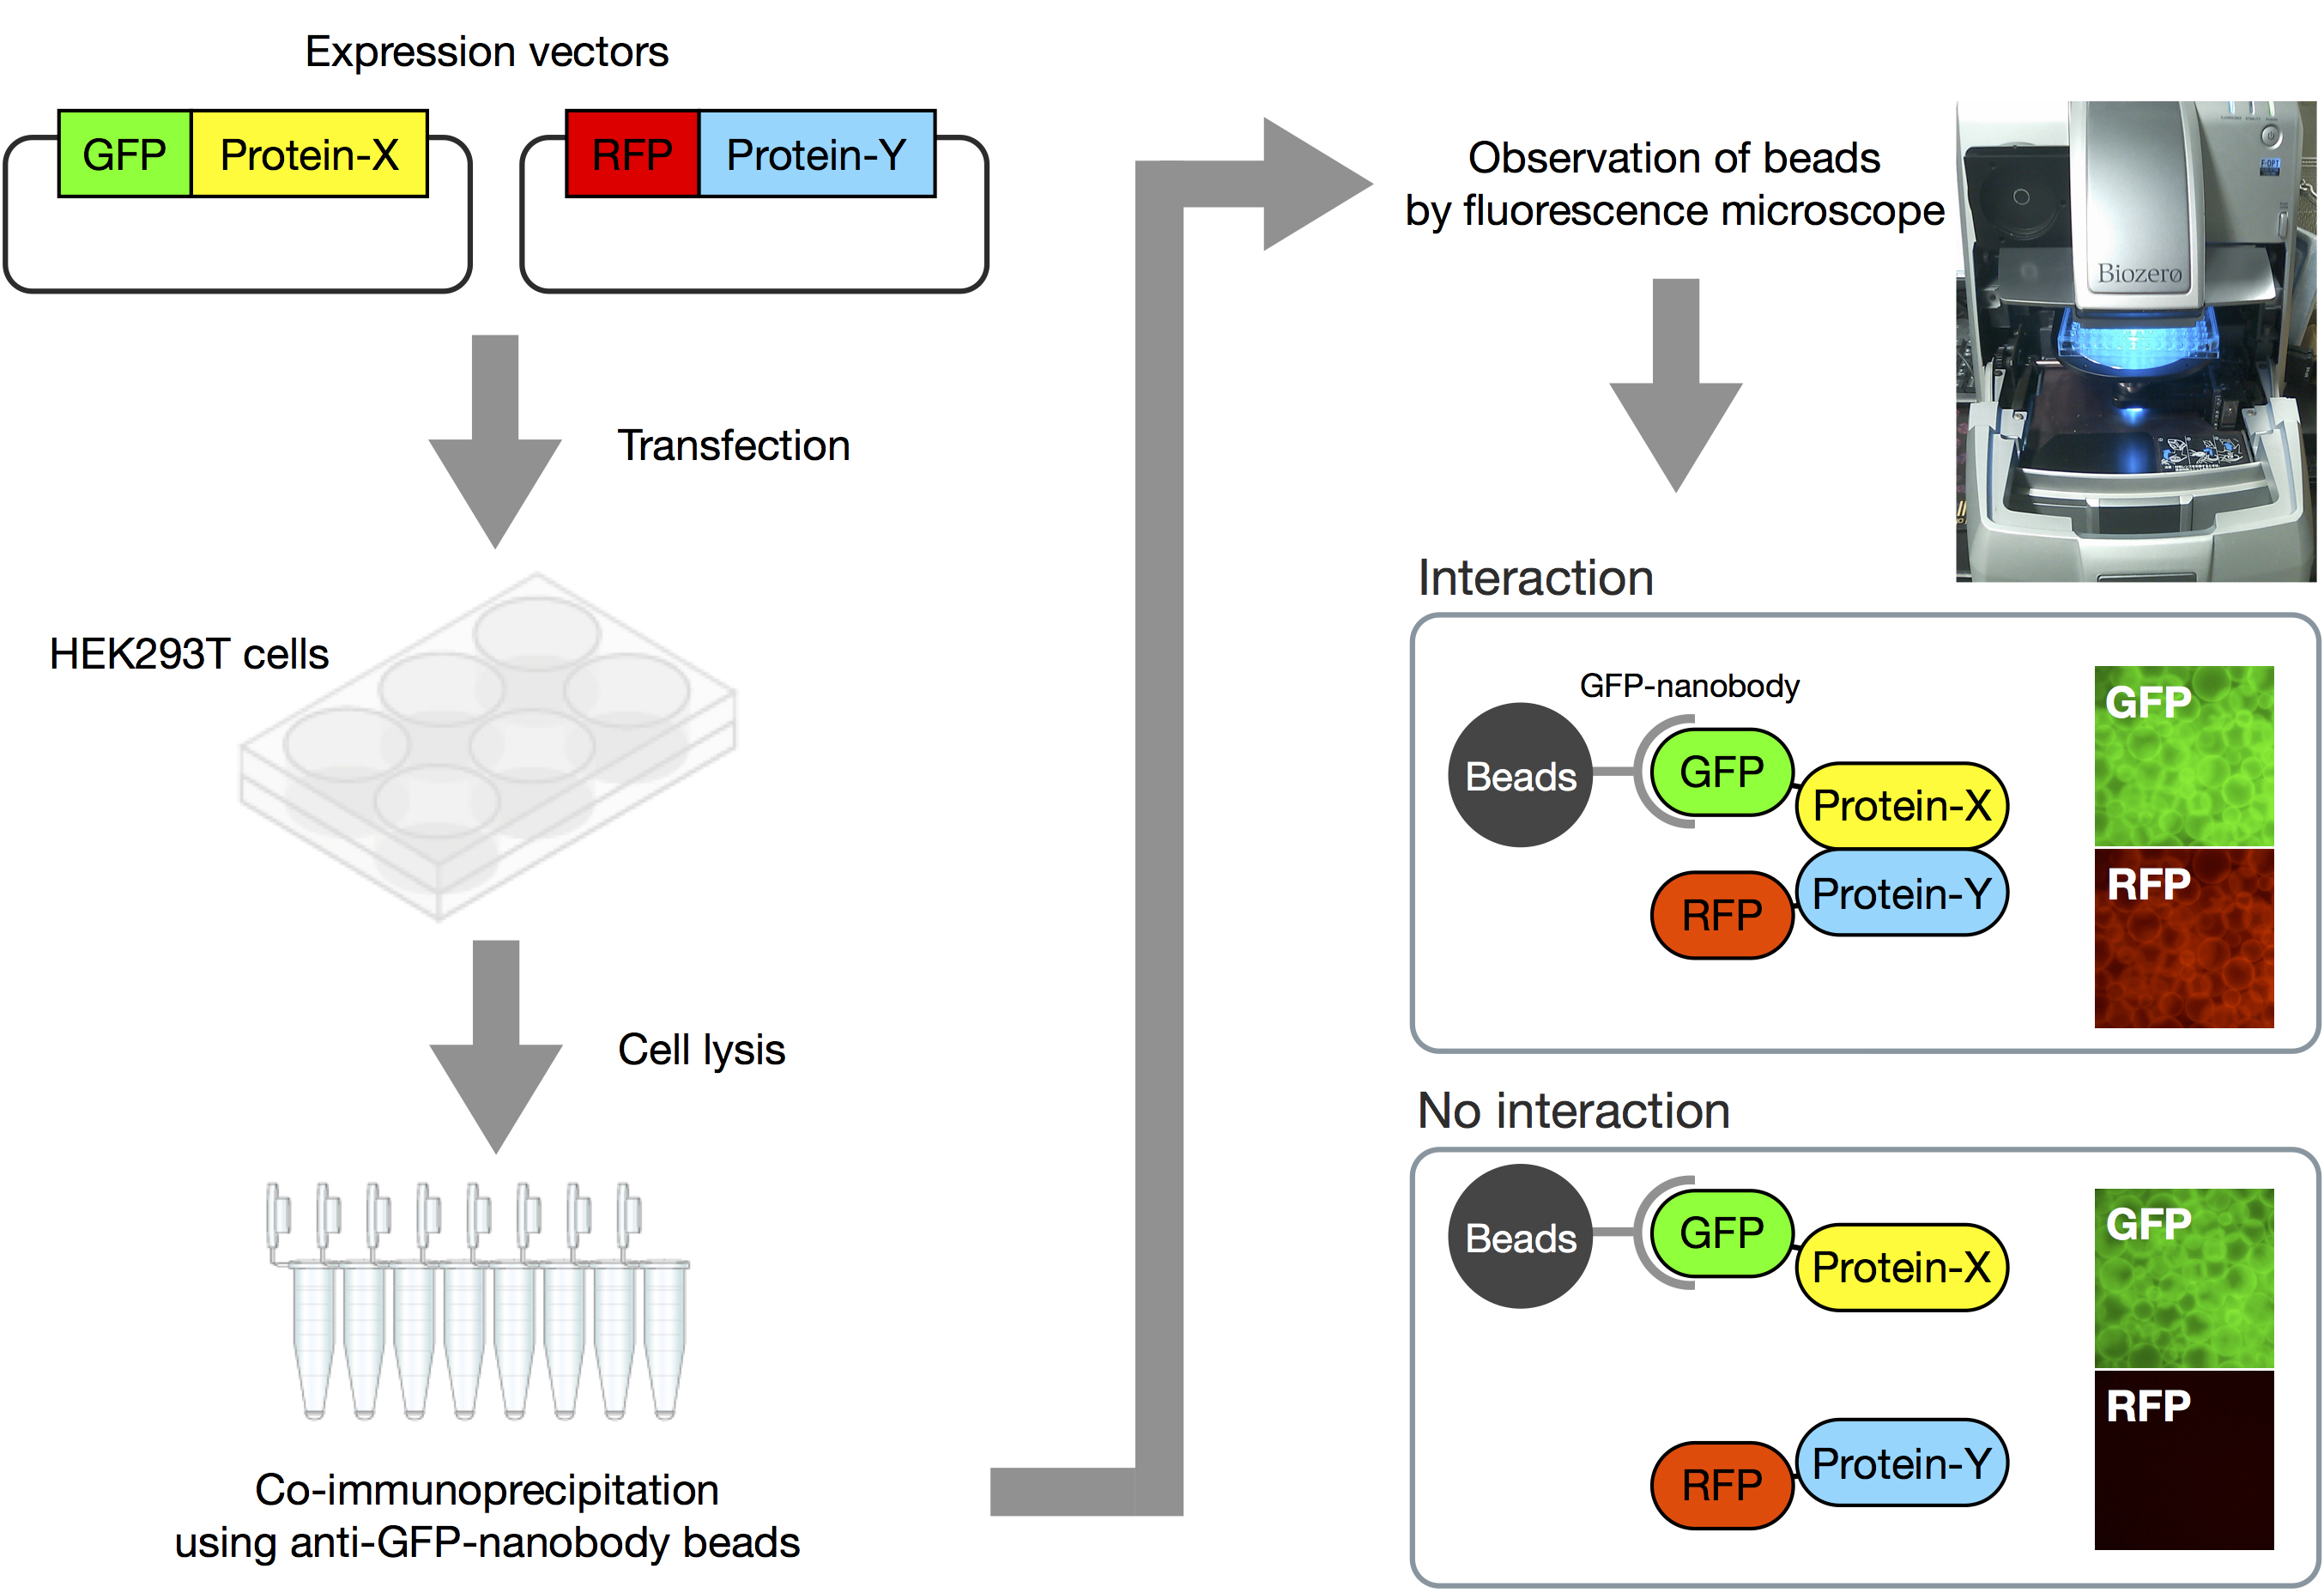 Expression vectors
GFP
Protein-X
RFP
Protein-Y
Transfection
HEK293T cells
Cell lysis
Co-immunoprecipitation
using anti-GFP-nanobody beads
Observation of beads
by fluorescence microscope
Biozero
Interaction
GFP-nanobody
Beads
GFP
Protein-X
RFP
Protein-Y
GFP
RFP
No interaction
Beads
GFP
Protein-X
RFP
Protein-Y
GFP
RFP